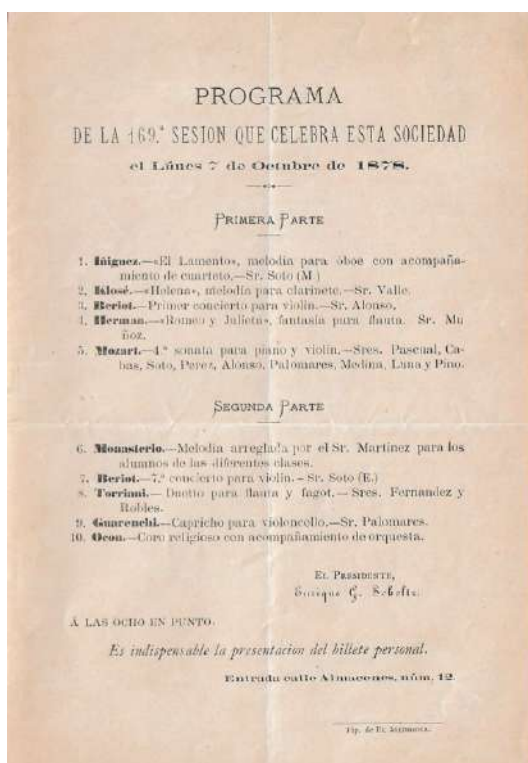 PROGRAMA
DE LA 169.ª SESION QUE CELEBRA ESTA SOCIEDAD
el Lúnes 7 de Octubre de 1878.
PRIMERA PARTE
1. Iñiguez.—«El Lamento», melodía para óboe con acompaña-
miento de cuarteto.—Sr. Soto (M.)
2. Klosé.—«Helena», melodía para clarinete.—Sr. Valle.
3. Beriot.—Primer concierto para violin.—Sr. Alonso.
4. Herman.—«Romeo y Julieta», fantasía para flauta. Sr. Mu
ñoz.
5. Mozart.—4.ª sonata para piano y violin.—Sres. Pascual, Ca-
bas, Soto, Perez, Alonso, Palomares, Medina, Luna y Pino.
SEGUNDA PARTE
6. Monasterio.—Melodía arreglada por el Sr. Martinez para los
alumnos de las diferentes clases.
7. Beriot.—7.º concierto para violin.—Sr. Soto (E.)
8. Torriani.—Duetto para flauta y fagot.—Sres. Fernandez y
Robles.
9. Guarenchi.—Capricho para violoncello.—Sr. Palomares.
10. Ocon.—Coro religioso con acompañamiento de orquesta.
EL PRESIDENTE,
Enrique G. Scholtz.
Á LAS OCHO EN PUNTO.
Es indispensable la presentacion del billete personal.
Entrada calle Almacenes, núm. 12.
Tip. de EL